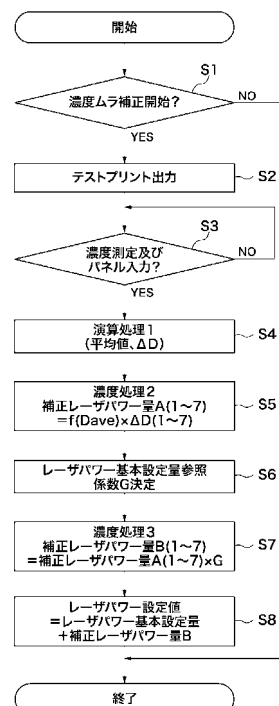 開始
S1
濃度ムラ補正開始?
NO
YES
テストプリント出力
S2
S3
濃度測定及び
パネル入力?
NO
YES
演算処理1
(平均値、ΔD)
S4
濃度処理2
補正レーザパワー量A(1~7)
=f(Dave)×ΔD(1~7)
S5
レーザパワー基本設定量参照
係数G決定
S6
濃度処理3
補正レーザパワー量B(1~7)
=補正レーザパワー量A(1~7)×G
S7
レーザパワー設定値
=レーザパワー基本設定量
+補正レーザパワー量B
S8
終了